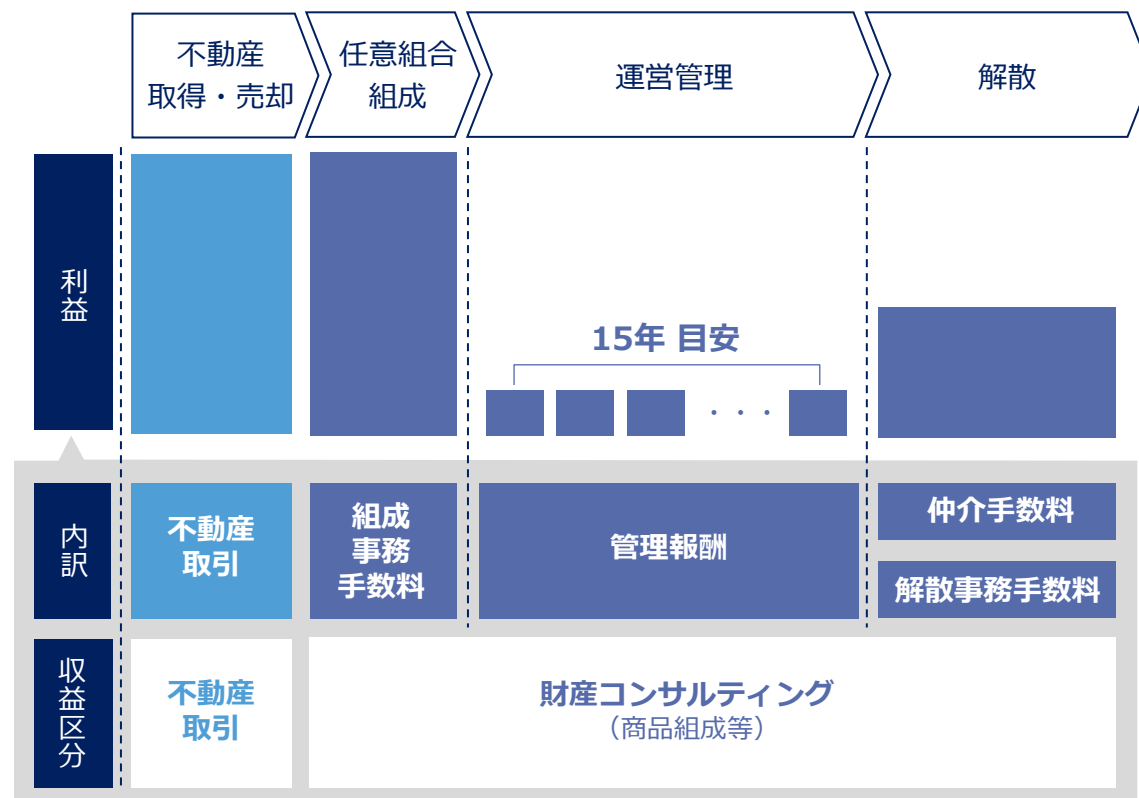 不動産
取得・売却
任意組合
組成
運営管理
解散
利益
15年 目安
・・・
内訳
不動産
取引
組成
事務
手数料
管理報酬
仲介手数料
解散事務手数料
収益区分
不動産
取引
財産コンサルティング
（商品組成等）